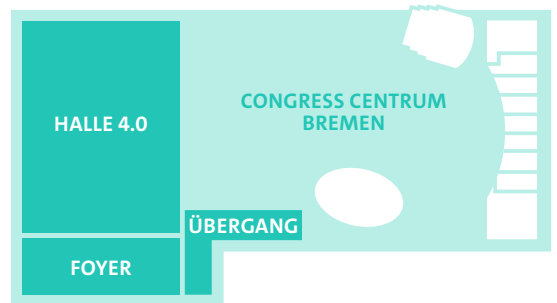 HALLE 4.0
CONGRESS CENTRUM
BREMEN
ÜBERGANG
FOYER